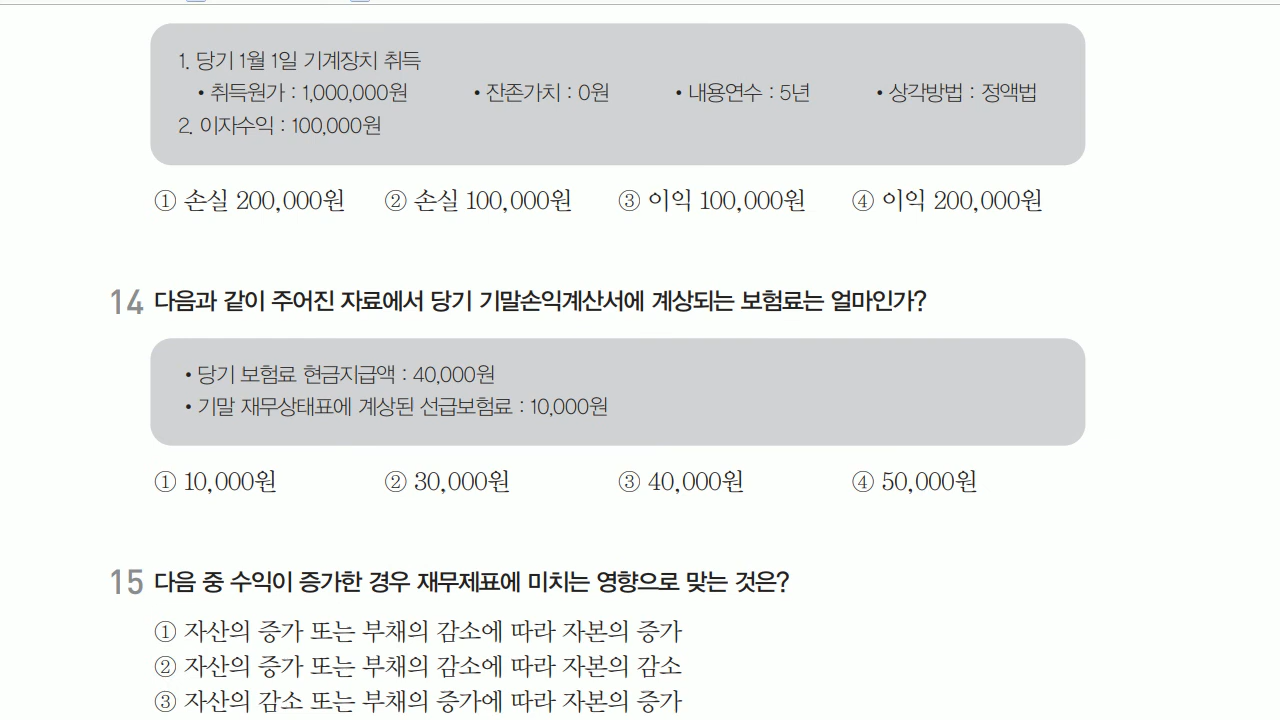 1. 당기 1월 1일 기계장치 취득
• 취득원가 : 1,000,000원 • 잔존가치 : 0원 • 내용연수 : 5년 • 상각방법 : 정액법
2. 이자수익 : 100,000원
① 손실 200,000원 ② 손실 100,000원 ③ 이익 100,000원 ④ 이익 200,000원
14 다음과 같이 주어진 자료에서 당기 기말손익계산서에 계상되는 보험료는 얼마인가?
• 당기 보험료 현금지급액 : 40,000원
• 기말 재무상태표에 계상된 선급보험료 : 10,000원
① 10,000원 ② 30,000원 ③ 40,000원 ④ 50,000원
15 다음 중 수익이 증가한 경우 재무제표에 미치는 영향으로 맞는 것은?
① 자산의 증가 또는 부채의 감소에 따라 자본의 증가
② 자산의 증가 또는 부채의 감소에 따라 자본의 감소
③ 자산의 감소 또는 부채의 증가에 따라 자본의 증가